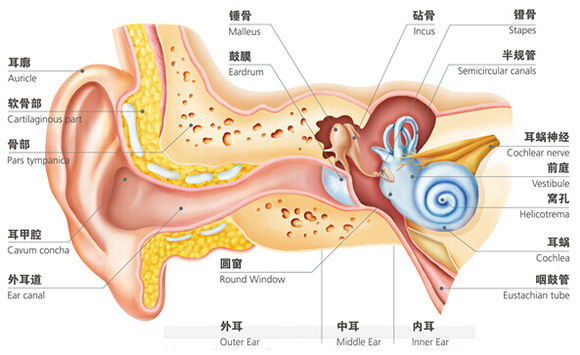 锤骨
Malleus
砧骨
Incus
镫骨
Stapes
鼓膜
Eardrum
半规管
Semicircular canals
耳廓
Auricle
软骨部
Cartilaginous part
骨部
Pars tympanica
耳蜗神经
Cochlear nerve
前庭
Vestibule
窝孔
Helicotrema
耳甲腔
Cavum concha
耳蜗
Cochlea
外耳道
Ear canal
圆窗
Round Window
咽鼓管
Eustachian tube
外耳
Outer Ear
中耳
Middle Ear
内耳
Inner Ear